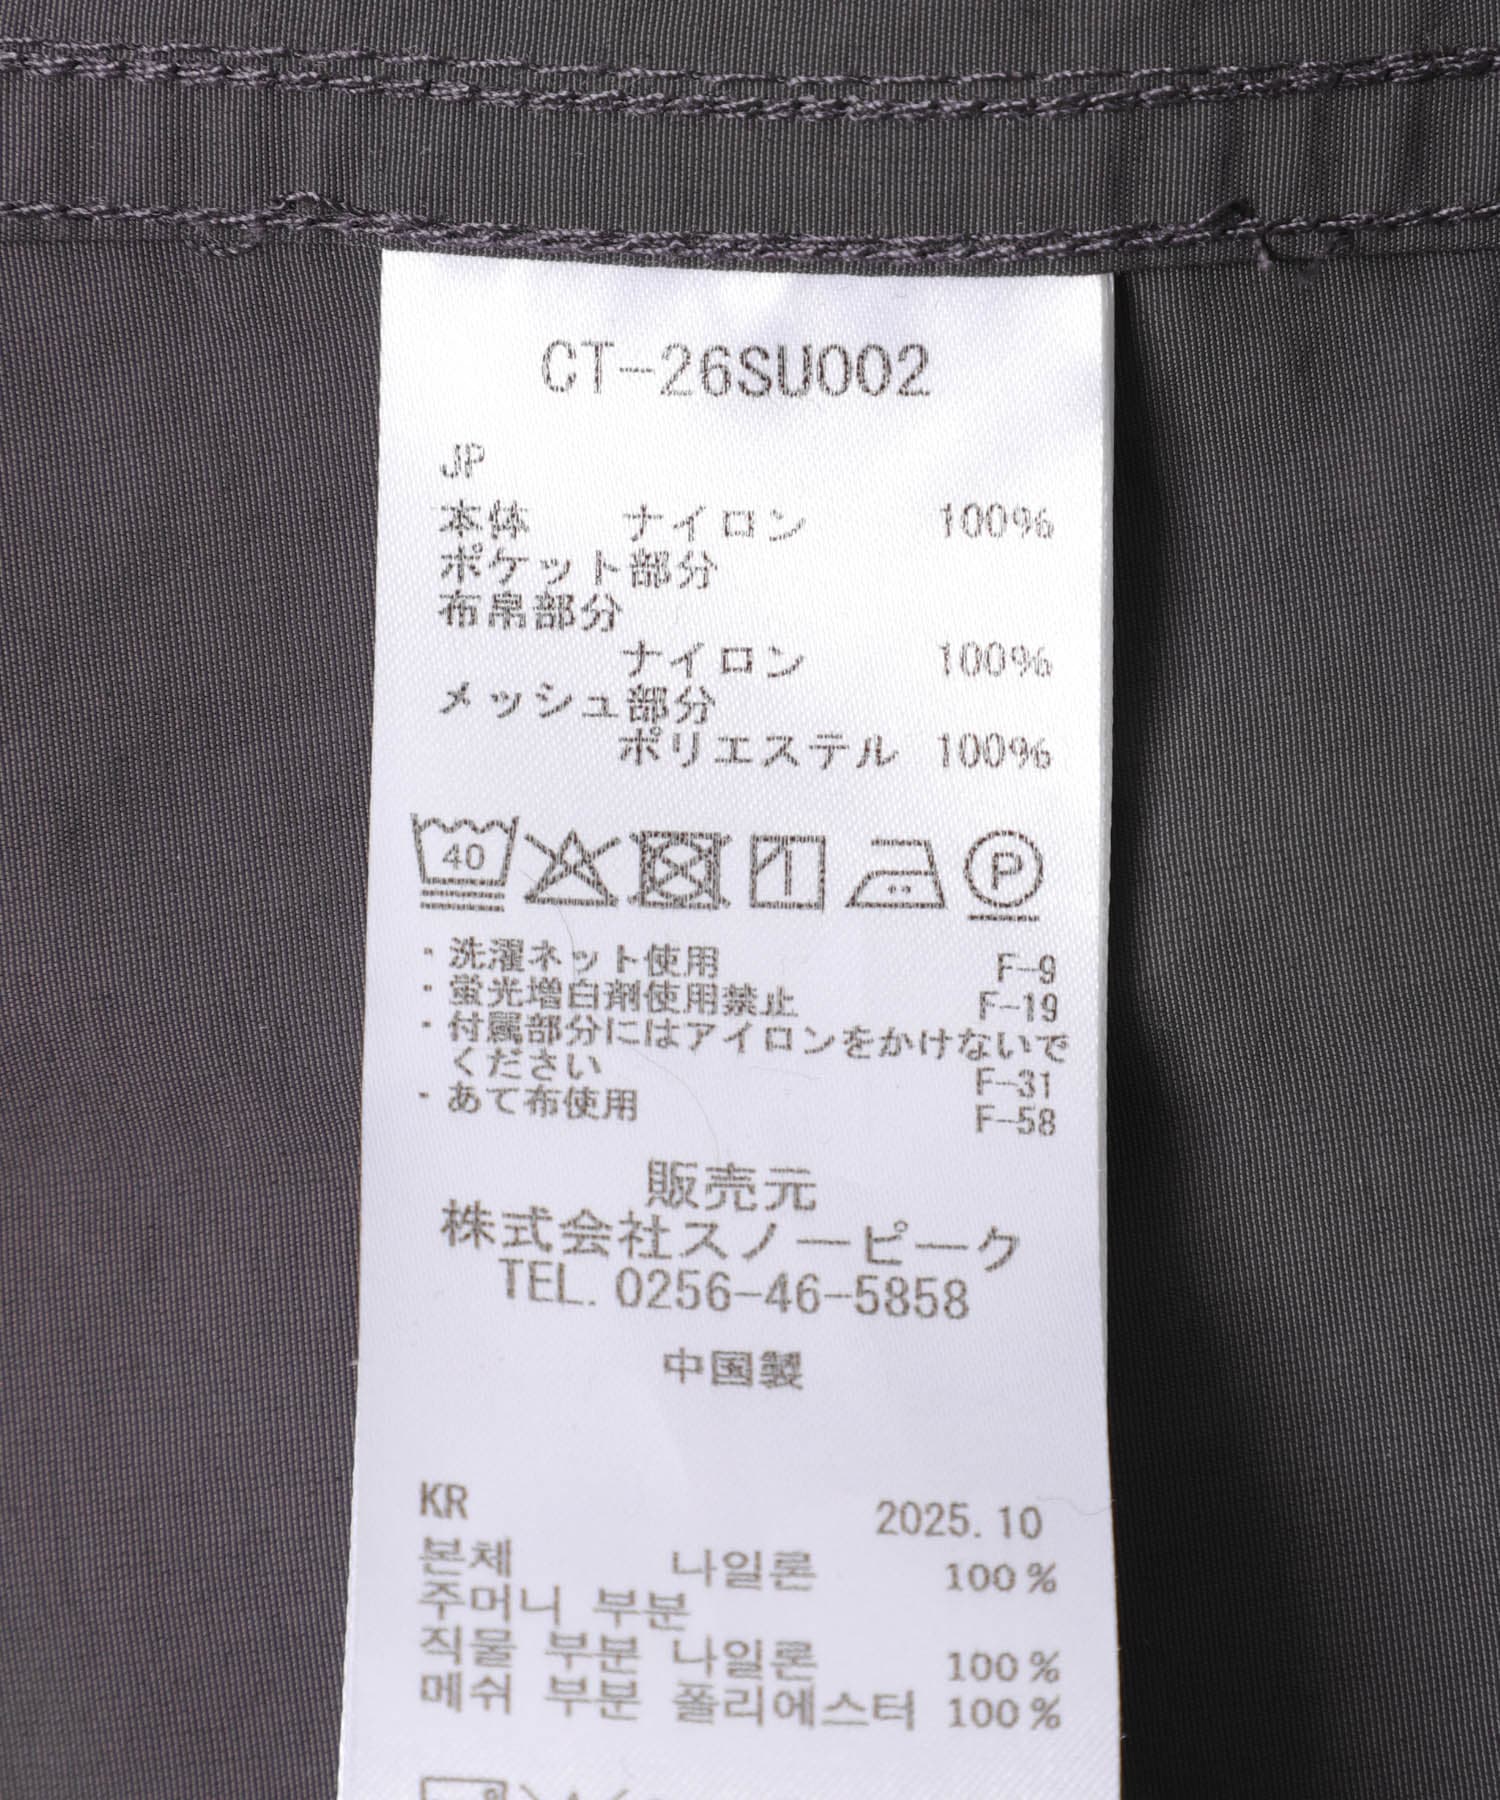 CT-26SU002
JP
本体 ナイロン 100%
ポケット部分
布帛部分
ナイロン 100%
メッシュ部分
ポリエステル 100%
40 P
・洗濯ネット使用 F-9
・蛍光増白剤使用禁止 F-19
・付属部分にはアイロンをかけないで
ください F-31
・あて布使用 F-58
販売元
株式会社スノーピーク
TEL. 0256-46-5858
中国製
KR 2025.10
본체 나일론 100%
주머니 부분
직물 부분 나일론 100%
메쉬 부분 폴리에스터 100%